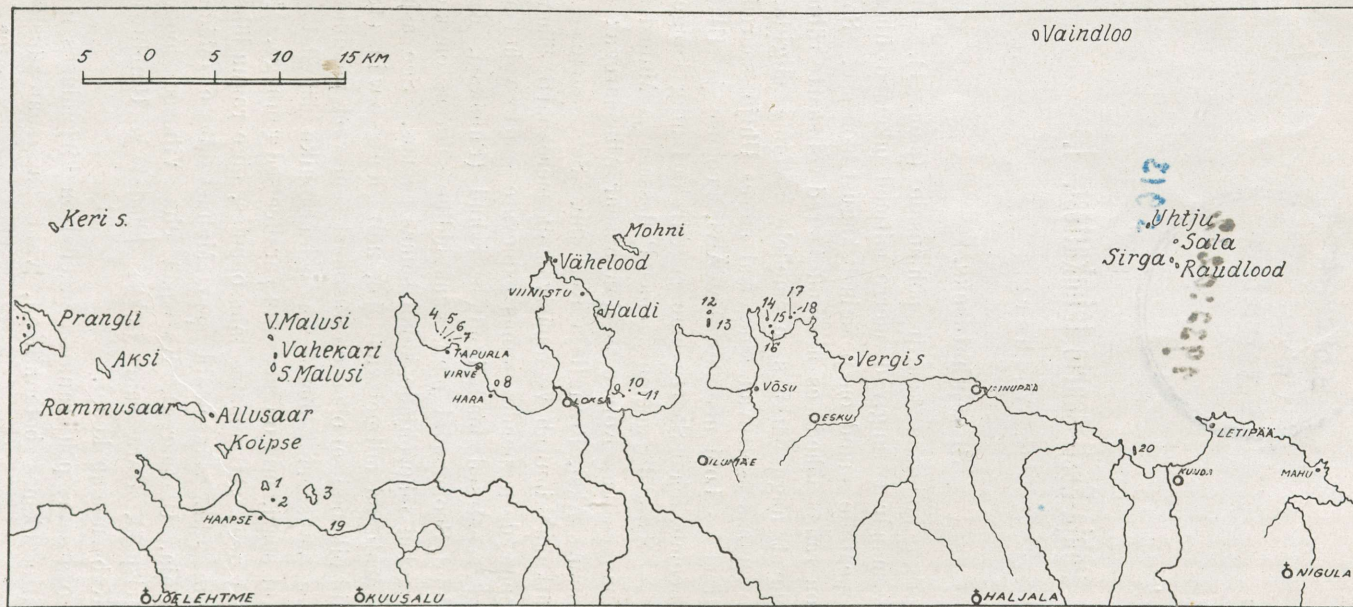 Vaindloo
5 0 5 10 15 KM
Uhtju
Keri s.
Mohni
Sala
Sirga
Raudlood
Vähelood
VIINISTU
Haldi
Prangli
V. Malusi
Vahekari
S. Malusi
Aksi
4
5
6
7
TAPURLA
VIRVE
8
HARA
12
13
14
15
16
17
18
Vergi s
Rammusaar
Allusaar
Koipse
LOKSA
9
10
11
VÕSU
ESKU
ILUMÄE
LETIPÄÄ
20
KUNDA
MAHU
1
2
3
HAAPSE
19
NIGULA
JÕELEHTME
KUUSALU
HALJALA